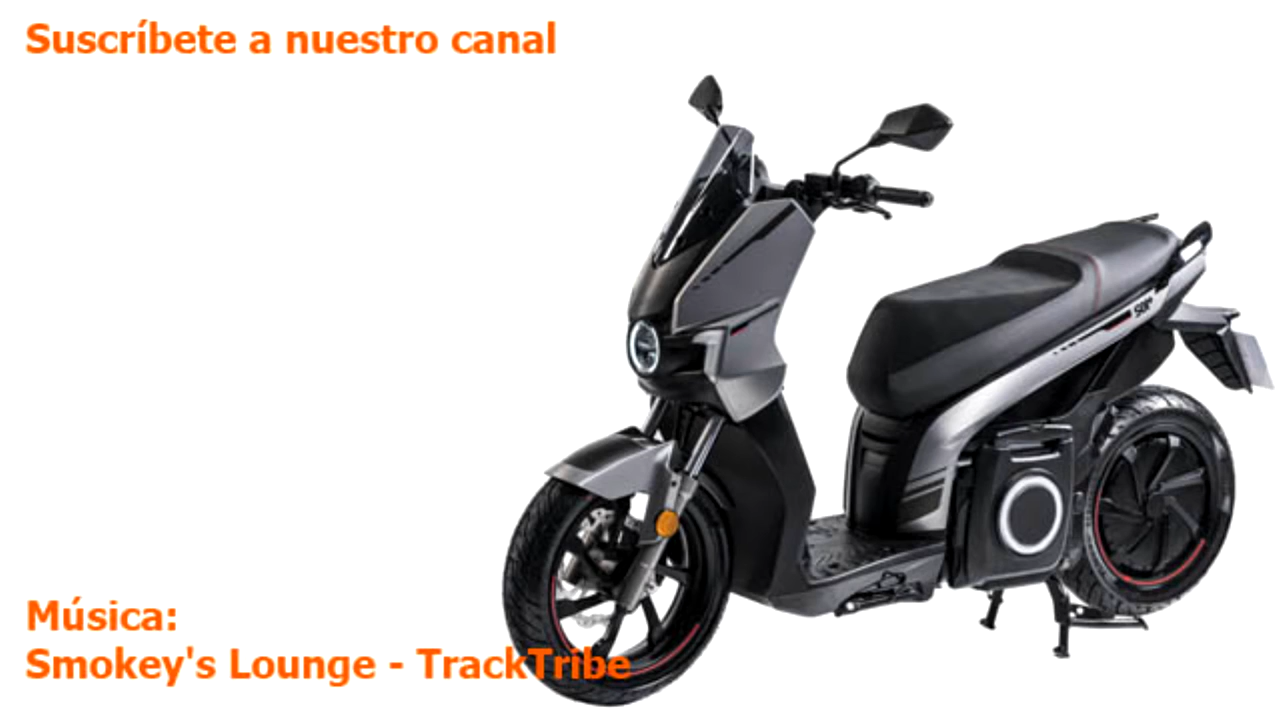 Suscríbete a nuestro canal
Música:
Smokey's Lounge - TrackTribe